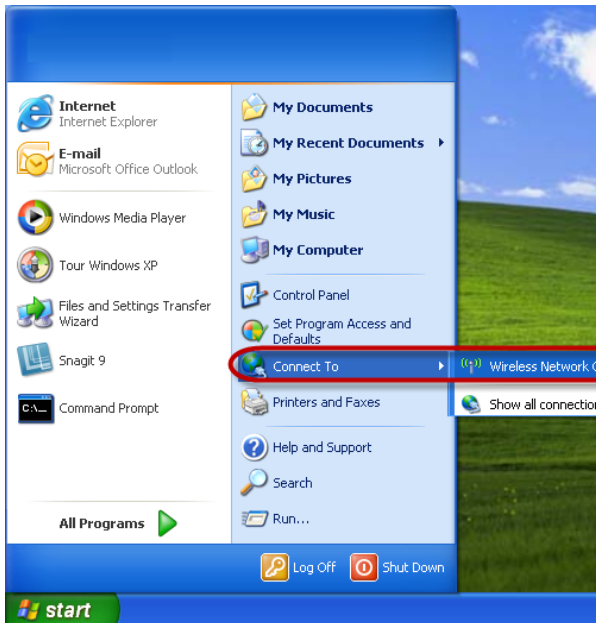 Internet
Internet Explorer
E-mail
Microsoft Office Outlook
Windows Media Player
Tour Windows XP
Files and Settings Transfer
Wizard
Snagit 9
C:\_
Command Prompt
All Programs
My Documents
My Recent Documents
My Pictures
My Music
My Computer
Control Panel
Set Program Access and
Defaults
Connect To
Printers and Faxes
Help and Support
Search
Run...
Wireless Network C
Show all connection
Log Off
Shut Down
start